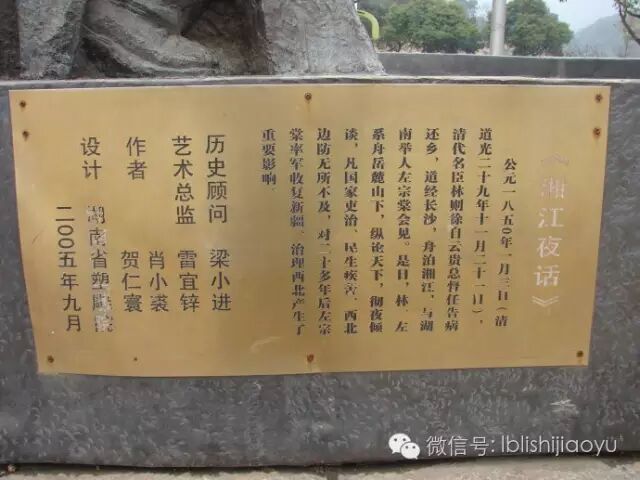 《湘江夜话》
公元一八五0年一月三日（清
道光二十九年十一月二十一日），
清代名臣林则徐自云贵总督任告病
还乡，道经长沙，舟泊湘江，与湖
南举人左宗棠会见。是日，林、左
系舟岳麓山下，纵论天下，彻夜倾
谈，凡国家吏治、民生疾苦、西北
边防无所不及，对二十多年后左宗
棠率军收复新疆、治理西北产生了
重要影响。
历史顾问 梁小进
艺术总监 雷宜锌
作者 肖小裘
贺仁寰
设计 湖南省塑雕院
二00五年九月
微信号: lblishijiaoyu